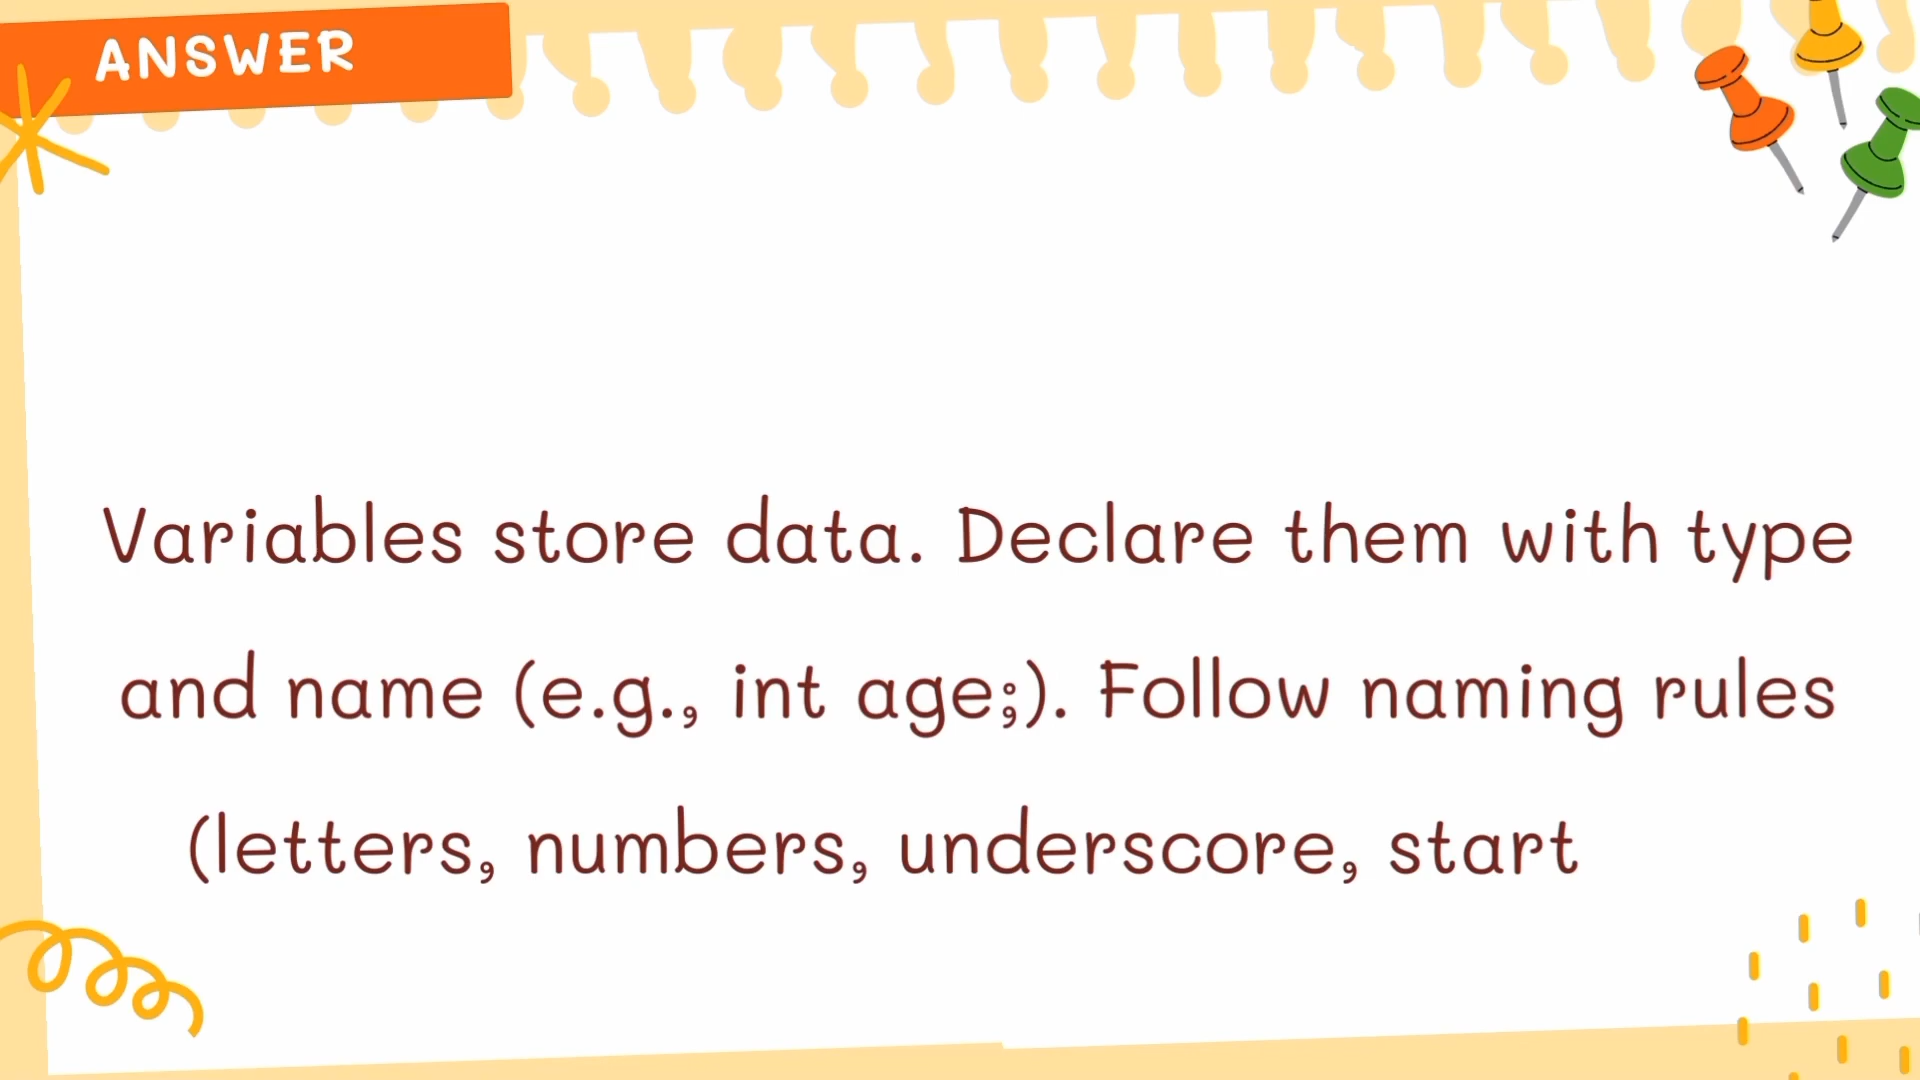 ANSWER
Variables store data. Declare them with type
and name (e.g., int age;). Follow naming rules
(letters, numbers, underscore, start